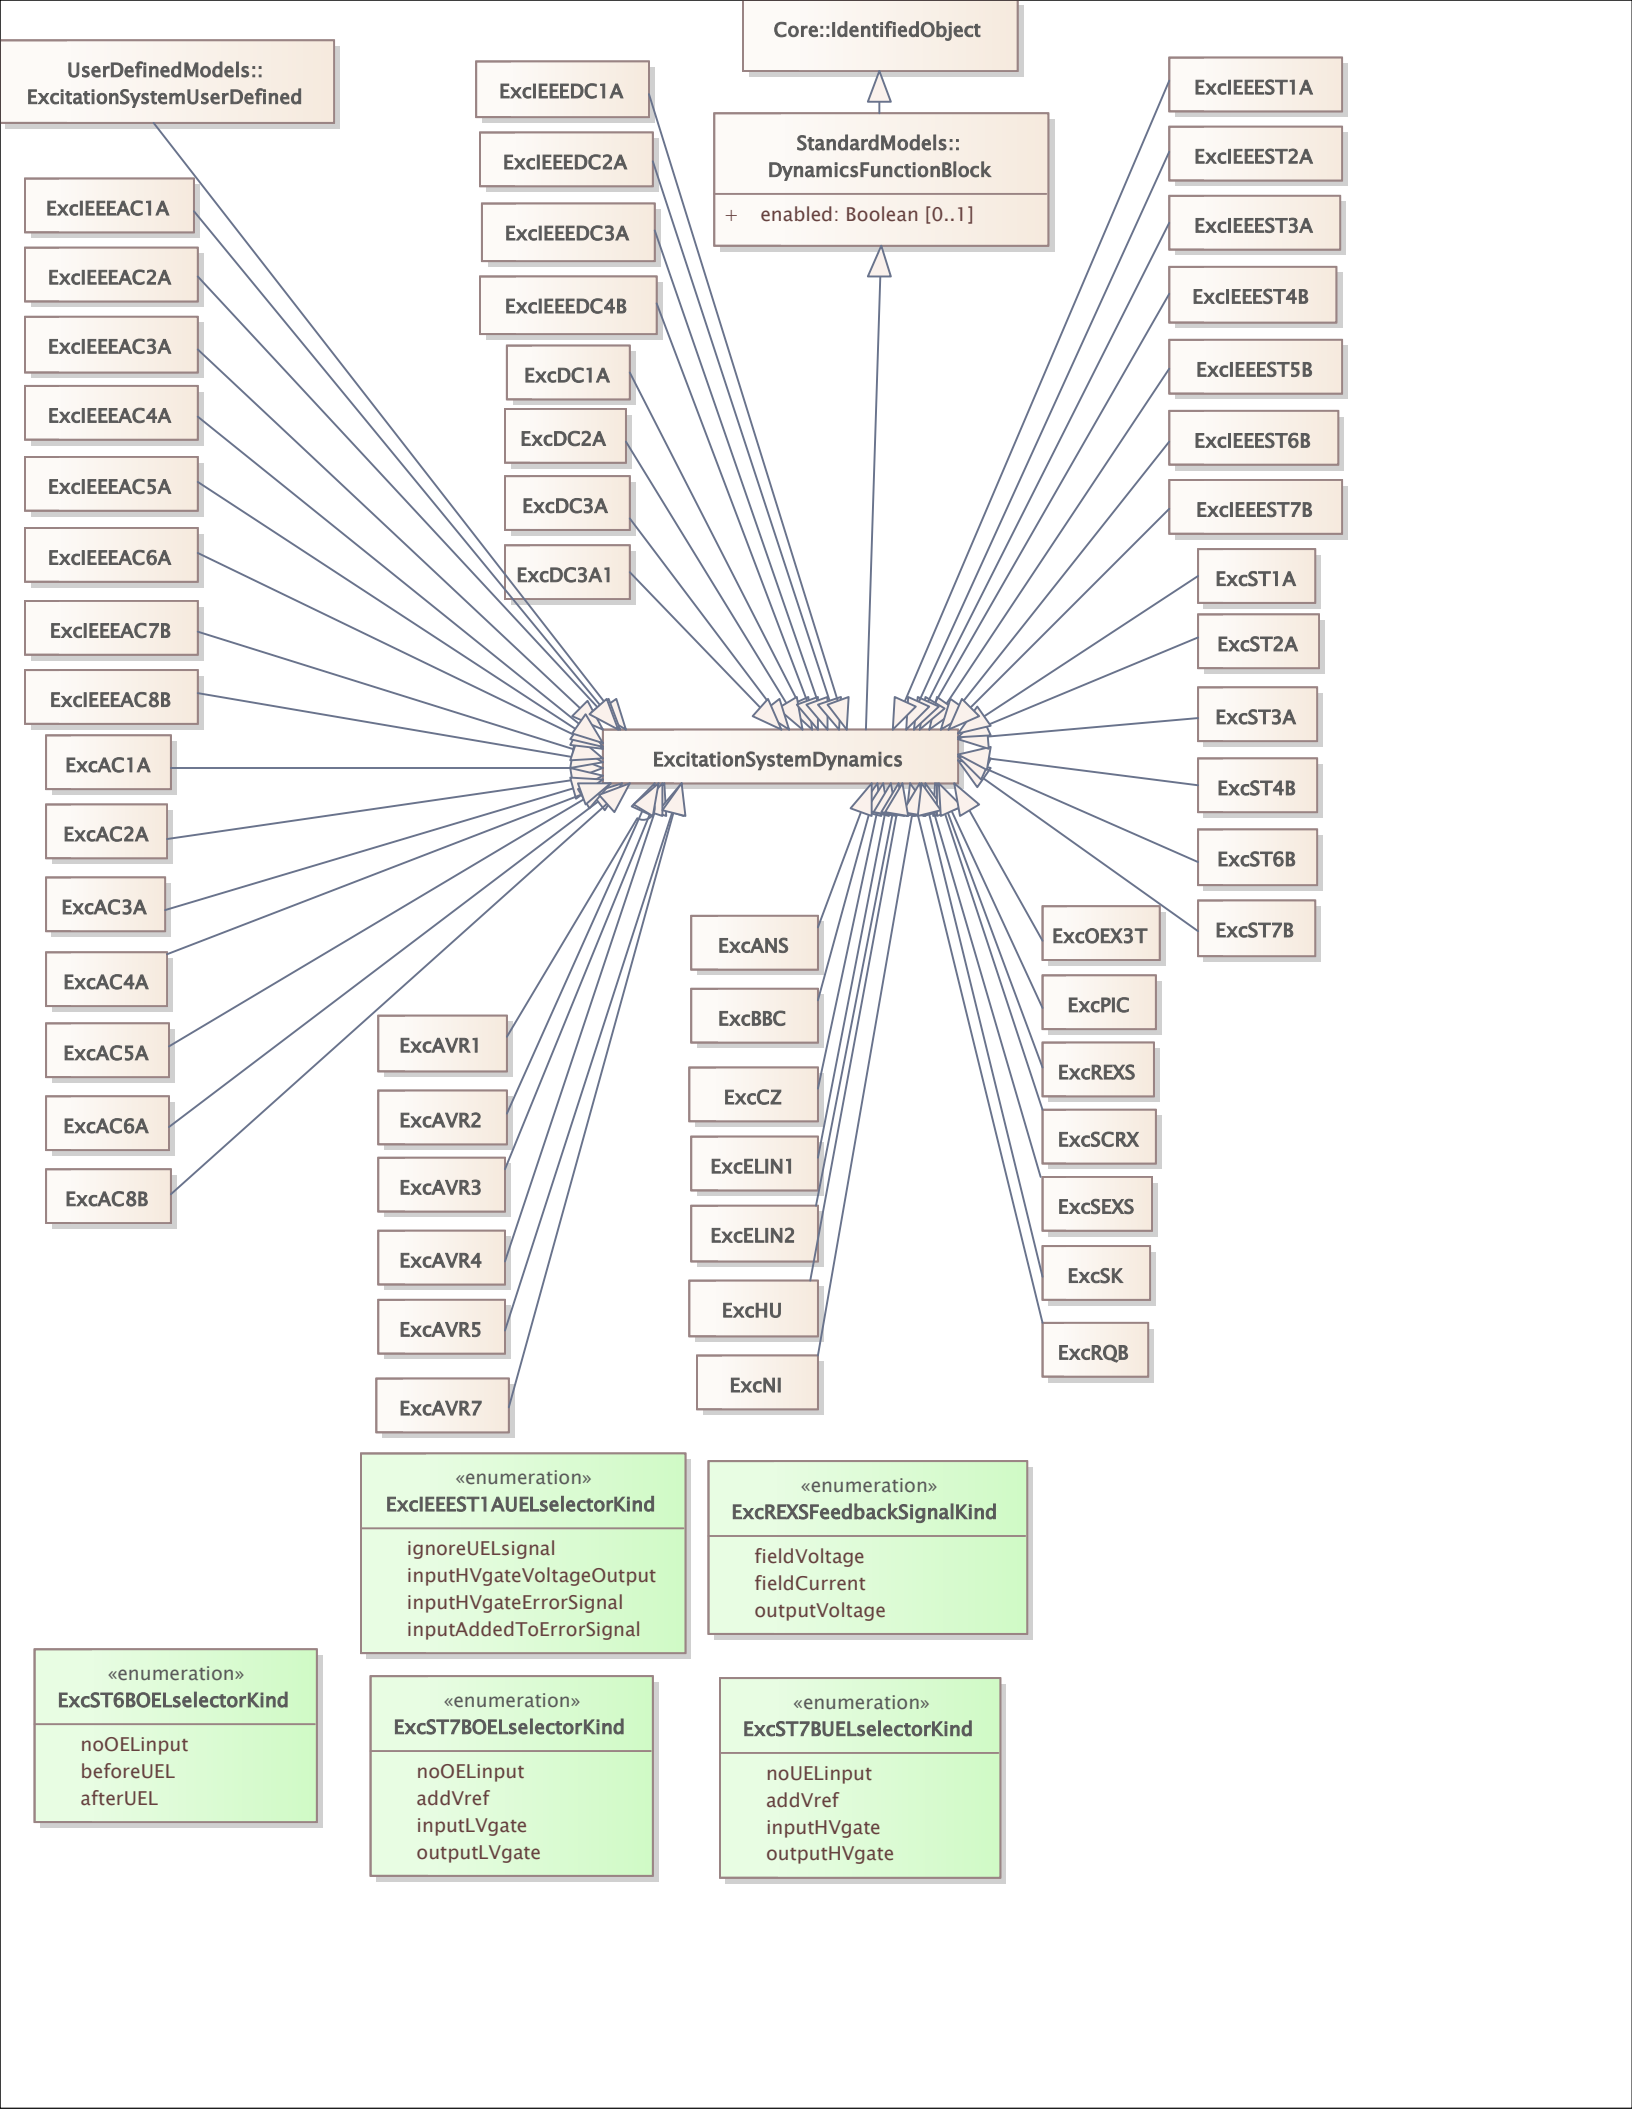 Core::IdentifiedObject
UserDefinedModels::
ExcitationSystemUserDefined
StandardModels::
DynamicsFunctionBlock
+ enabled: Boolean [0..1]
ExcIEEEAC1A
ExcIEEEAC2A
ExcIEEEAC3A
ExcIEEEAC4A
ExcIEEEAC5A
ExcIEEEAC6A
ExcIEEEAC7B
ExcIEEEAC8B
ExcAC1A
ExcAC2A
ExcAC3A
ExcAC4A
ExcAC5A
ExcAC6A
ExcAC8B
ExcIEEEDC1A
ExcIEEEDC2A
ExcIEEEDC3A
ExcIEEEDC4B
ExcDC1A
ExcDC2A
ExcDC3A
ExcDC3A1
ExcIEEEST1A
ExcIEEEST2A
ExcIEEEST3A
ExcIEEEST4B
ExcIEEEST5B
ExcIEEEST6B
ExcIEEEST7B
ExcST1A
ExcST2A
ExcST3A
ExcST4B
ExcST6B
ExcST7B
ExcitationSystemDynamics
ExcAVR1
ExcAVR2
ExcAVR3
ExcAVR4
ExcAVR5
ExcAVR7
ExcANS
ExcBBC
ExcCZ
ExcELIN1
ExcELIN2
ExcHU
ExcNI
ExcOEX3T
ExcPIC
ExcREXS
ExcSCRX
ExcSEXS
ExcSK
ExcRQB
«enumeration»
ExcIEEEST1AUELselectorKind
ignoreUELsignal
inputHVgateVoltageOutput
inputHVgateErrorSignal
inputAddedToErrorSignal
«enumeration»
ExcREXSFeedbackSignalKind
fieldVoltage
fieldCurrent
outputVoltage
«enumeration»
ExcST6BOELselectorKind
noOELinput
beforeUEL
afterUEL
«enumeration»
ExcST7BOELselectorKind
noOELinput
addVref
inputLVgate
outputLVgate
«enumeration»
ExcST7BUELselectorKind
noUELinput
addVref
inputHVgate
outputHVgate